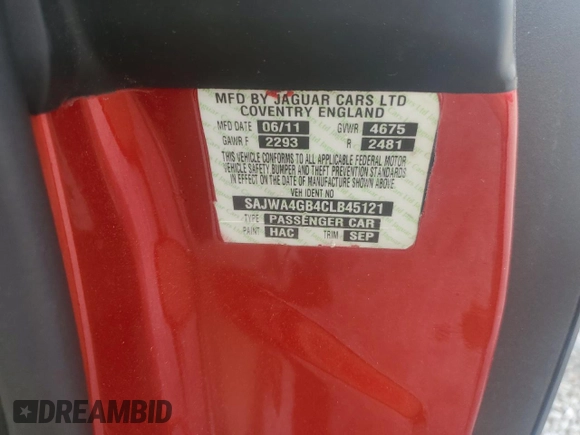 MFD BY JAGUAR CARS LTD
COVENTRY ENGLAND
MFD DATE 06/11 GVWR 4675
GAWR F 2293 R 2481
THIS VEHICLE CONFORMS TO ALL APPLICABLE FEDERAL MOTOR
VEHICLE SAFETY BUMPER AND THEFT PREVENTION STANDARDS
IN EFFECT ON THE DATE OF MANUFACTURE SHOWN ABOVE.
VEH IDENT NO
SAJWA4GB4CLB45121
TYPE PASSENGER CAR
PAINT HAC TRIM SEP
DREAMBID